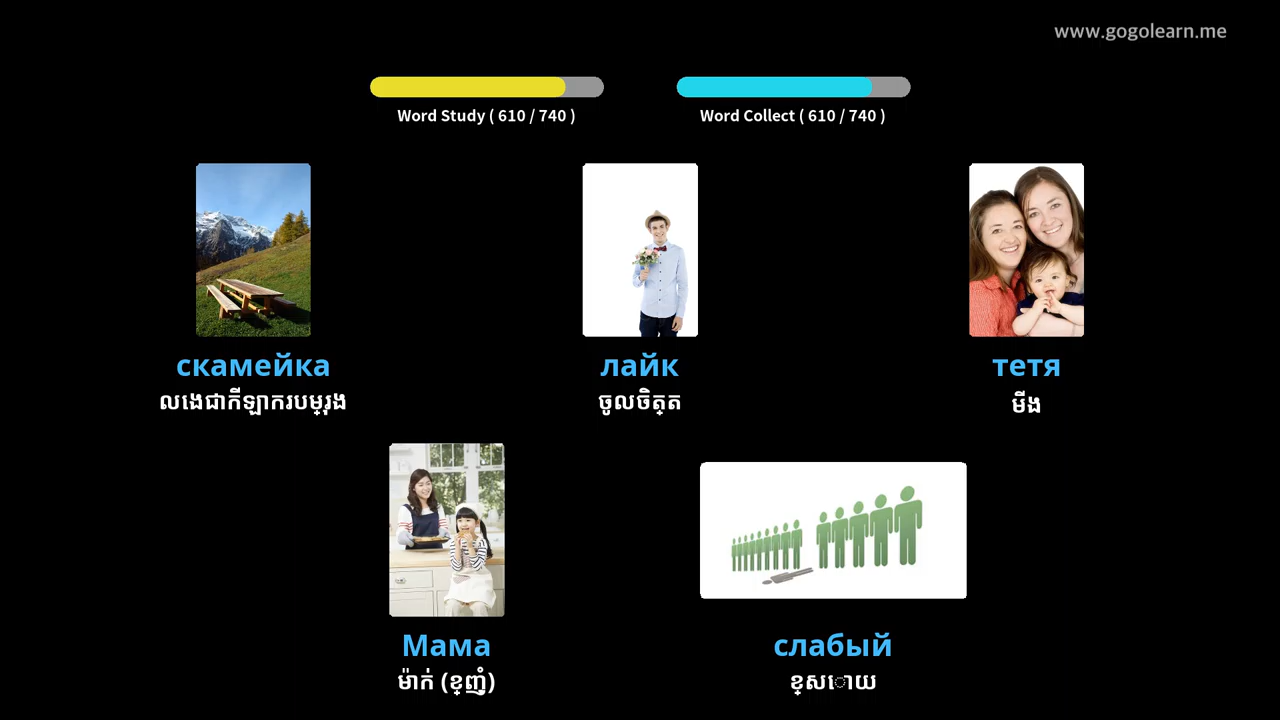 www.gogolearn.me
Word Study ( 610 / 740 )
Word Collect ( 610 / 740 )
скамейка
លេងជាកីឡាករបម្រុង
лайк
ចូលចិត្ត
тетя
មីង
Мама
ម៉ាក់ (ខ្ញុំ)
слабый
ខ្សោយ